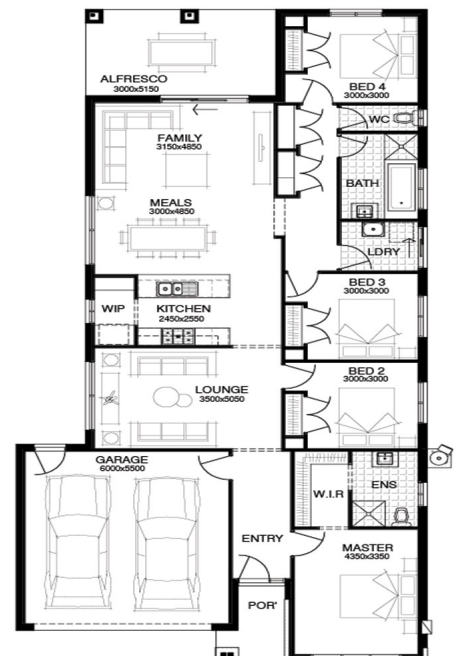 ALFRESCO
3000x5150
BED 4
3000x3000
WC
FAMILY
3150x4850
BATH
MEALS
3000x4850
LDRY
BED 3
3000x3000
WIP
KITCHEN
2450x2550
BED 2
3000x3000
LOUNGE
3500x5050
GARAGE
6000x5500
W.I.R
ENS
ENTRY
MASTER
4350x3350
POR'